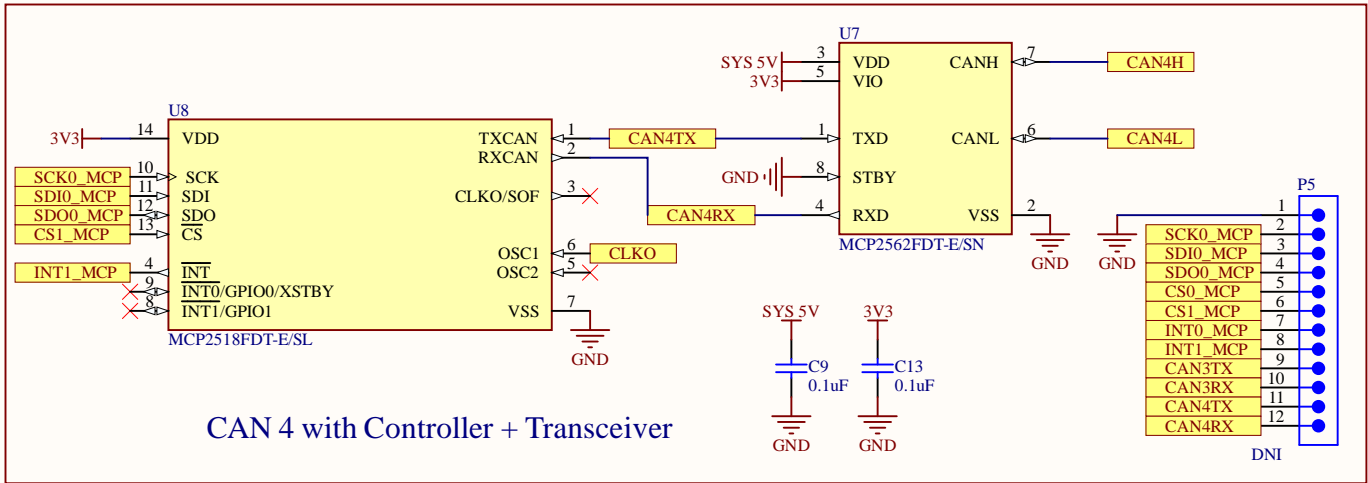 U7
SYS 5V 3 VDD CANH 7 CAN4H
3V3 5 VIO
1 TXD CANL 6 CAN4L
GND 8 STBY
4 RXD VSS 2 GND
MCP2562FDT-E/SN
U8
3V3 14 VDD TXCAN 1 CAN4TX
RXCAN 2 CAN4RX
SCK0_MCP 10 SCK
SDI0_MCP 11 SDI CLKO/SOF 3
SDO0_MCP 12 SDO
CS1_MCP 13 CS
OSC1 6 CLKO
INT1_MCP 4 INT OSC2 5
9 INT0/GPIO0/XSTBY
8 INT1/GPIO1 VSS 7 GND
MCP2518FDT-E/SL
SYS 5V 3V3
C9 C13
0.1uF 0.1uF
GND GND
P5
GND 1
SCK0_MCP 2
SDI0_MCP 3
SDO0_MCP 4
CS0_MCP 5
CS1_MCP 6
INT0_MCP 7
INT1_MCP 8
CAN3TX 9
CAN3RX 10
CAN4TX 11
CAN4RX 12
DNI
CAN 4 with Controller + Transceiver